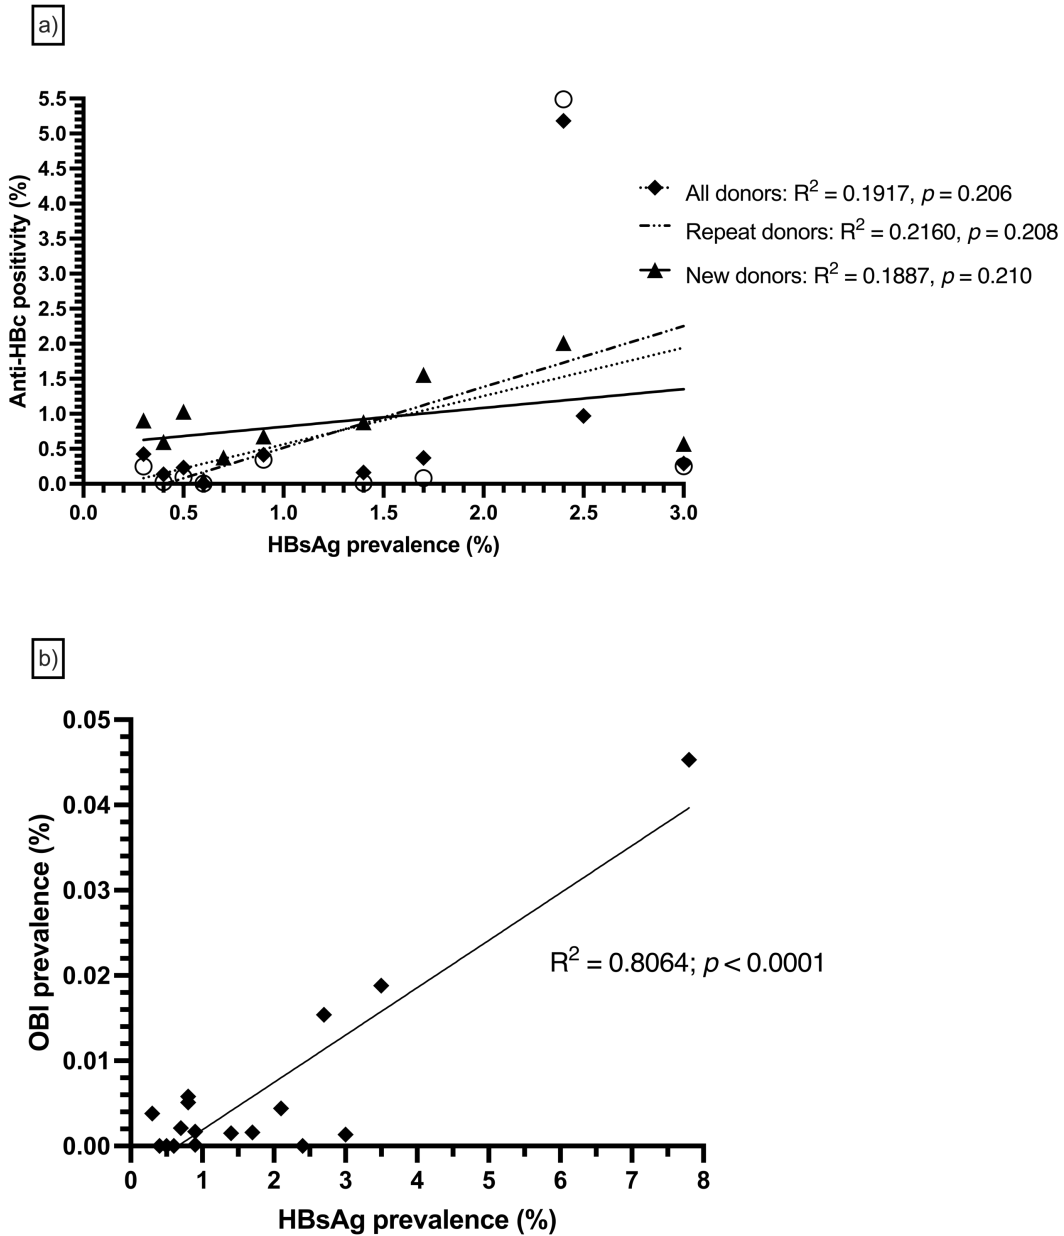 a)
5.5
5.0
4.5
4.0
3.5
3.0
2.5
2.0
1.5
1.0
0.5
0.0
Anti-HBc positivity (%)
0.0 0.5 1.0 1.5 2.0 2.5 3.0
HBsAg prevalence (%)
All donors: R² = 0.1917, p = 0.206
Repeat donors: R² = 0.2160, p = 0.208
New donors: R² = 0.1887, p = 0.210
b)
0.05
0.04
0.03
0.02
0.01
0.00
OBI prevalence (%)
R² = 0.8064; p < 0.0001
0 1 2 3 4 5 6 7 8
HBsAg prevalence (%)